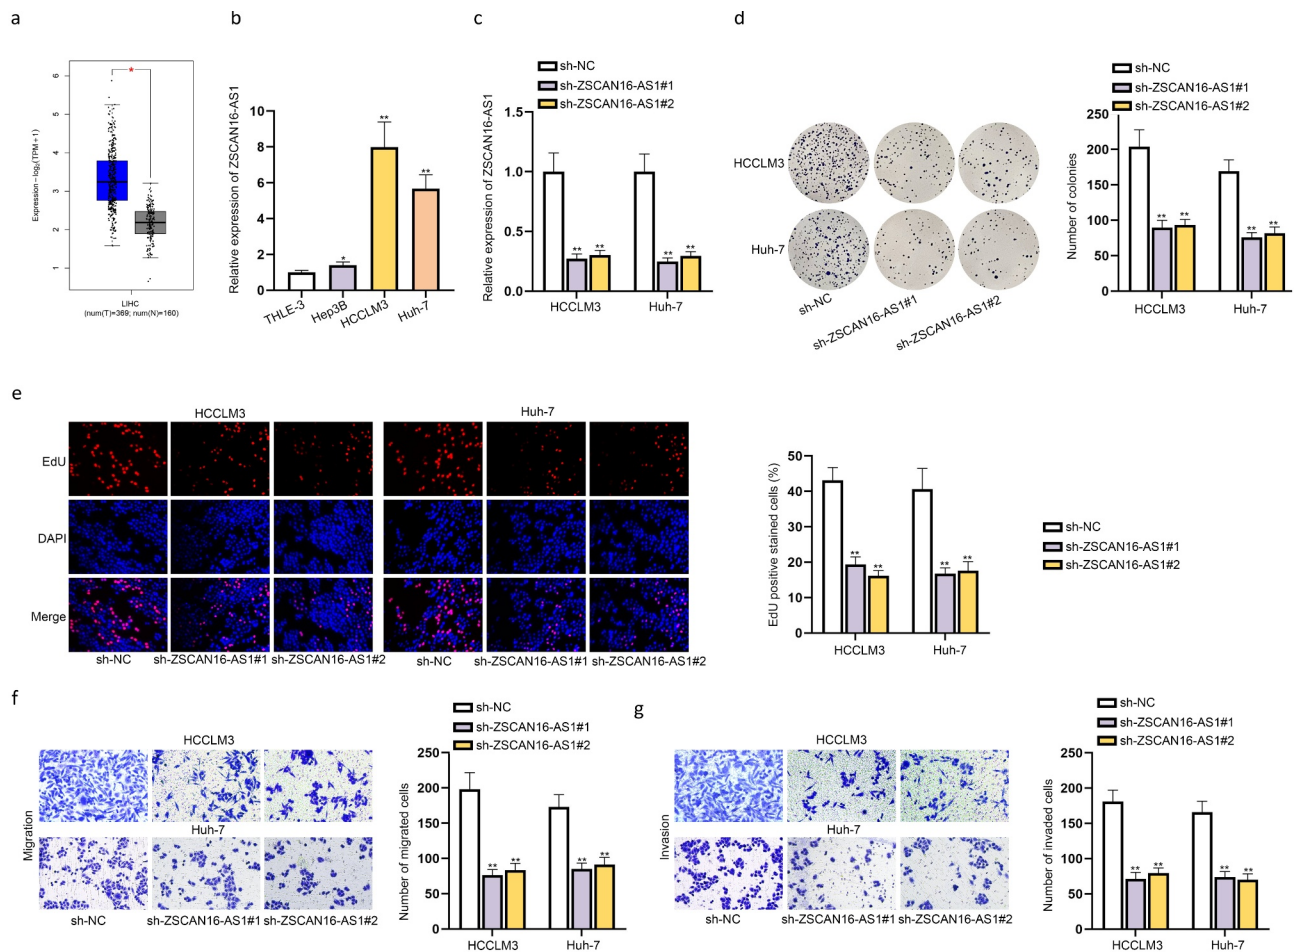 a
Expression − log2(TPM + 1)
6
5
4
3
2
1
*
LIHC
(num(T)=369; num(N)=160)
b
Relative expression of ZSCAN16-AS1
10
8
6
4
2
0
*
**
**
THLE-3
Hep3B
HCCLM3
Huh-7
c
sh-NC
sh-ZSCAN16-AS1#1
sh-ZSCAN16-AS1#2
Relative expression of ZSCAN16-AS1
1.5
1.0
0.5
0.0
** **
** **
HCCLM3
Huh-7
d
HCCLM3
Huh-7
sh-NC
sh-ZSCAN16-AS1#1
sh-ZSCAN16-AS1#2
sh-NC
sh-ZSCAN16-AS1#1
sh-ZSCAN16-AS1#2
Number of colonies
250
200
150
100
50
0
** **
** **
HCCLM3
Huh-7
e
HCCLM3
Huh-7
EdU
DAPI
Merge
sh-NC
sh-ZSCAN16-AS1#1
sh-ZSCAN16-AS1#2
sh-NC
sh-ZSCAN16-AS1#1
sh-ZSCAN16-AS1#2
EdU positive stained cells (%)
50
40
30
20
10
0
** **
** **
HCCLM3
Huh-7
sh-NC
sh-ZSCAN16-AS1#1
sh-ZSCAN16-AS1#2
f
HCCLM3
Huh-7
Migration
sh-NC
sh-ZSCAN16-AS1#1
sh-ZSCAN16-AS1#2
sh-NC
sh-ZSCAN16-AS1#1
sh-ZSCAN16-AS1#2
Number of migrated cells
250
200
150
100
50
0
** **
** **
HCCLM3
Huh-7
g
HCCLM3
Huh-7
Invasion
sh-NC
sh-ZSCAN16-AS1#1
sh-ZSCAN16-AS1#2
sh-NC
sh-ZSCAN16-AS1#1
sh-ZSCAN16-AS1#2
Number of invaded cells
250
200
150
100
50
0
** **
** **
HCCLM3
Huh-7